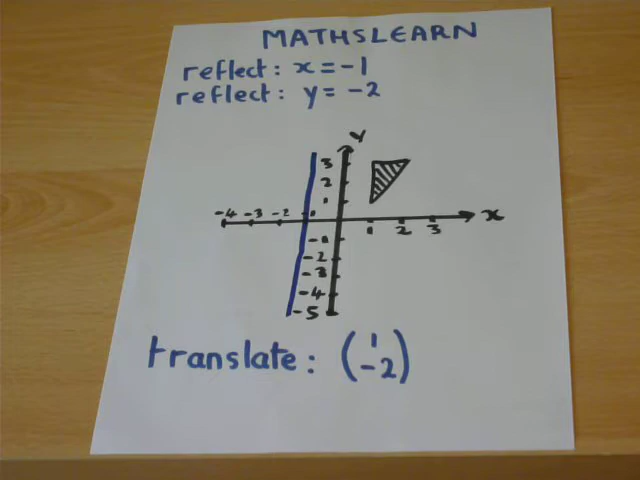 MATHSLEARN
reflect: x = -1
reflect: y = -2
Y
3
2
1
-4 -3 -2 -1
x
1 2 3
-1
-2
-3
-4
-5
translate: ( 1
-2 )